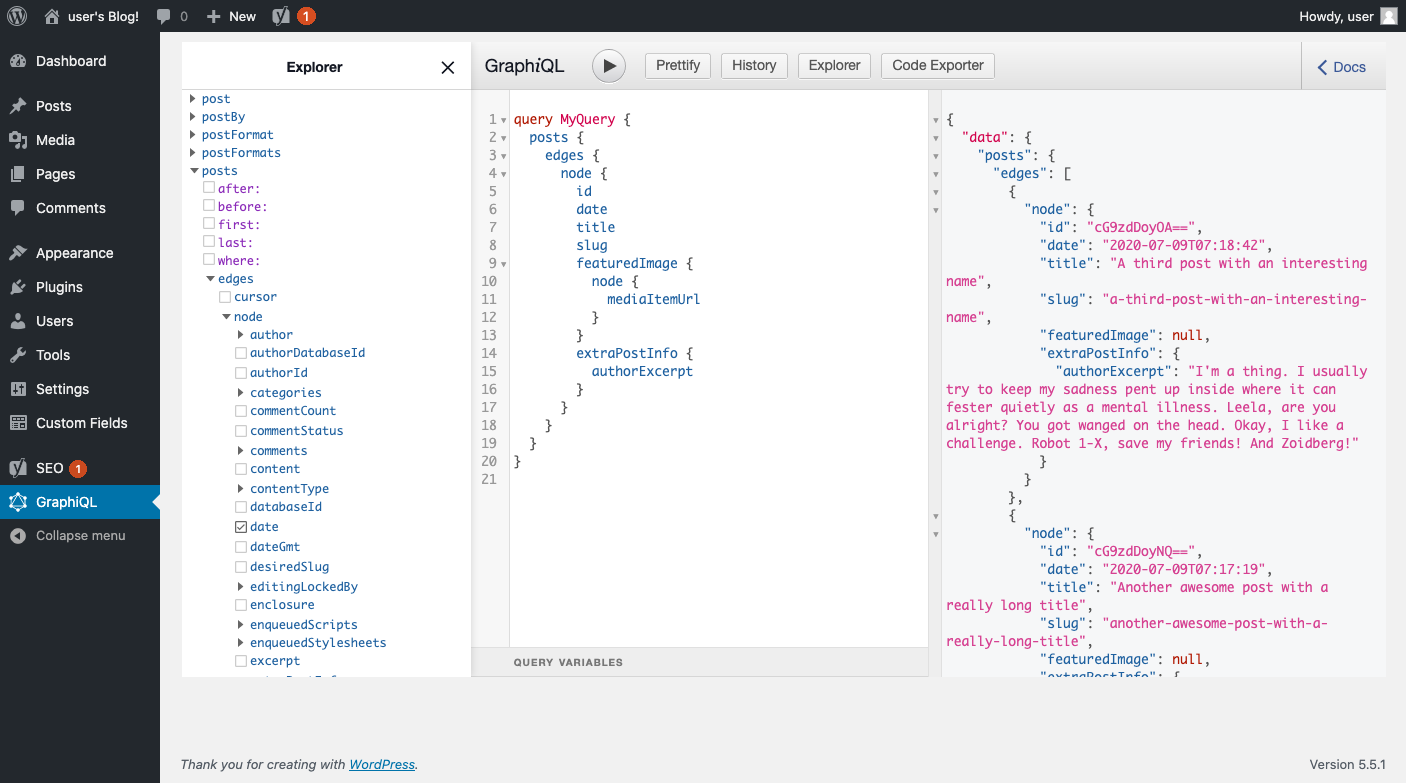 user's Blog! 0 New 1 Howdy, user
Dashboard
Posts
Media
Pages
Comments
Appearance
Plugins
Users
Tools
Settings
Custom Fields
SEO 1
GraphiQL
Collapse menu
Explorer
post
postBy
postFormat
postFormats
posts
after:
before:
first:
last:
where:
edges
cursor
node
author
authorDatabaseId
authorId
categories
commentCount
commentStatus
comments
content
contentType
databaseId
date
dateGmt
desiredSlug
editingLockedBy
enclosure
enqueuedScripts
enqueuedStylesheets
excerpt
GraphiQL Prettify History Explorer Code Exporter Docs
1 query MyQuery {
2 posts {
3 edges {
4 node {
5 id
6 date
7 title
8 slug
9 featuredImage {
10 node {
11 mediaItemUrl
12 }
13 }
14 extraPostInfo {
15 authorExcerpt
16 }
17 }
18 }
19 }
20 }
21
QUERY VARIABLES
{
"data": {
"posts": {
"edges": [
{
"node": {
"id": "cG9zdDoyOA==",
"date": "2020-07-09T07:18:42",
"title": "A third post with an interesting
name",
"slug": "a-third-post-with-an-interesting-
name",
"featuredImage": null,
"extraPostInfo": {
"authorExcerpt": "I'm a thing. I usually
try to keep my sadness pent up inside where it can
fester quietly as a mental illness. Leela, are you
alright? You got wanged on the head. Okay, I like a
challenge. Robot 1-X, save my friends! And Zoidberg!"
}
}
},
{
"node": {
"id": "cG9zdDoyNQ==",
"date": "2020-07-09T07:17:19",
"title": "Another awesome post with a
really long title",
"slug": "another-awesome-post-with-a-
really-long-title",
"featuredImage": null,
"extraPostInfo": {
Thank you for creating with WordPress. Version 5.5.1